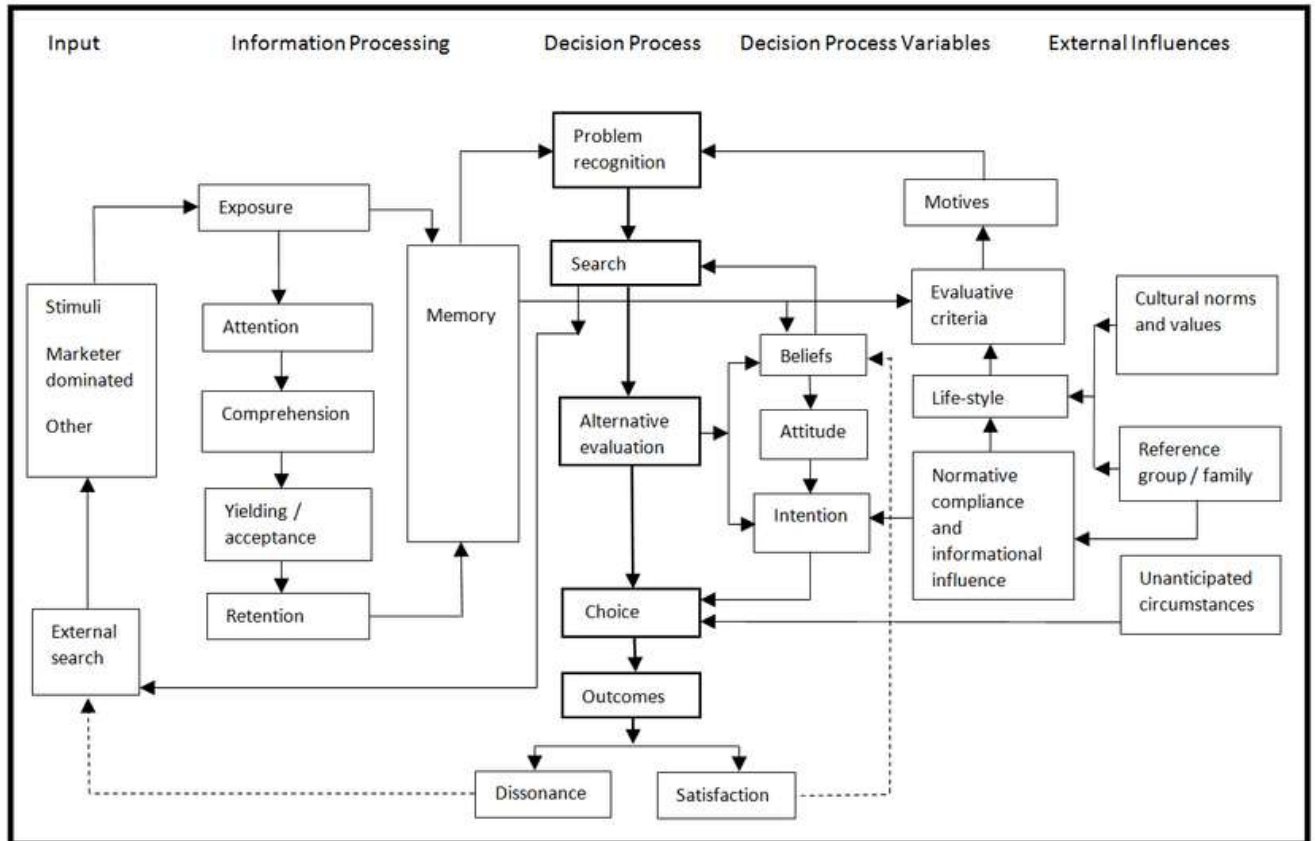 Input
Information Processing
Decision Process
Decision Process Variables
External Influences
Problem
recognition
Exposure
Motives
Search
Stimuli
Marketer
dominated
Other
Attention
Memory
Evaluative
criteria
Cultural norms
and values
Beliefs
Comprehension
Alternative
evaluation
Attitude
Life-style
Reference
group / family
Yielding /
acceptance
Intention
Normative
compliance
and
informational
influence
Retention
Choice
Unanticipated
circumstances
External
search
Outcomes
Dissonance
Satisfaction